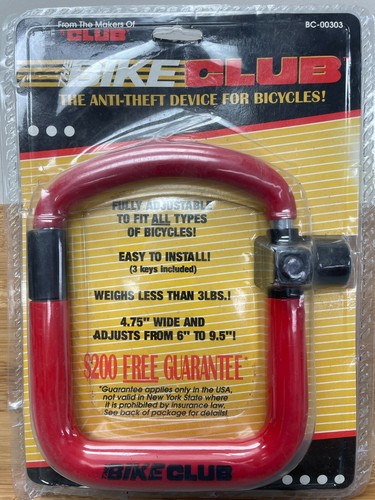 From The Makers Of
THE CLUB
BC-00303
BIKECLUB
THE ANTI-THEFT DEVICE FOR BICYCLES!
FULLY ADJUSTABLE
TO FIT ALL TYPES
OF BICYCLES!
EASY TO INSTALL!
(3 keys included)
WEIGHS LESS THAN 3LBS.!
4.75" WIDE AND
ADJUSTS FROM 6" TO 9.5"!
$200 FREE GUARANTEE*
*Guarantee applies only in the USA,
not valid in New York State where
it is prohibited by insurance law.
See back of package for details!
BIKE CLUB